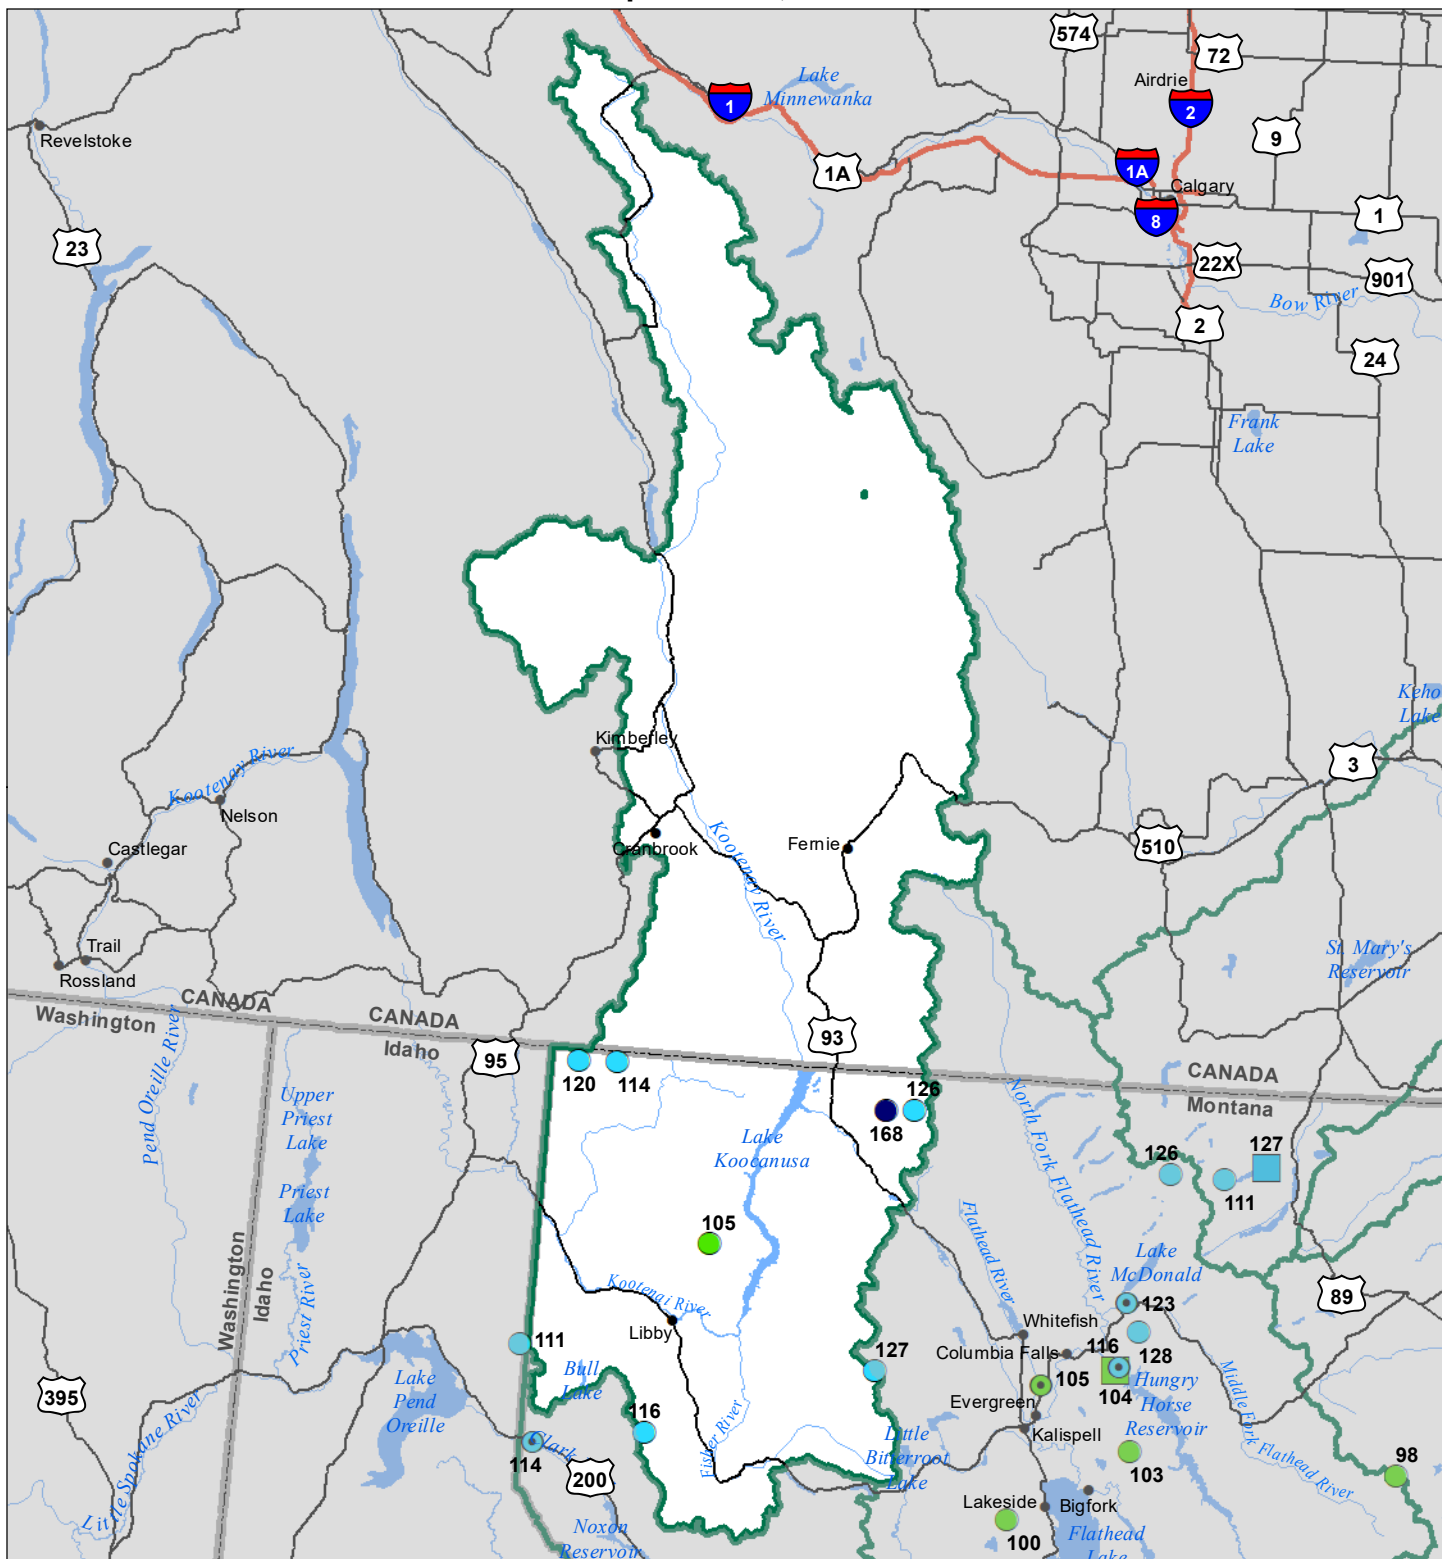 574
72
Airdrie
Lake
Minnewanka
1
2
Revelstoke
9
1A
1A
Calgary
8
1
23
22X
901
Bow River
2
24
Frank
Lake
Keho
Lake
Kimberley
Kootenay River
3
Nelson
Kootenay River
Cranbrook
Fernie
510
Castlegar
Trail
Rossland
St. Mary's
Reservoir
CANADA
Washington
CANADA
Idaho
95
93
CANADA
Montana
120
114
126
168
Pend Oreille River
Upper
Priest
Lake
Lake
Koocanusa
North Fork Flathead River
126
127
111
Priest
Lake
105
Flathead River
Lake
McDonald
Washington
Idaho
Priest River
Kootenai River
Libby
123
89
Whitefish
Columbia Falls
116
128
111
Bull
Lake
127
105
104
Hungry
Horse
Reservoir
Middle Fork Flathead River
395
Lake
Pend
Oreille
Evergreen
Kalispell
116
Fisher River
Little
Bitterroot
Lake
Clark
114
200
103
98
Little Spokane River
Lakeside
Bigfork
100
Noxon
Reservoir
Flathead
Lake